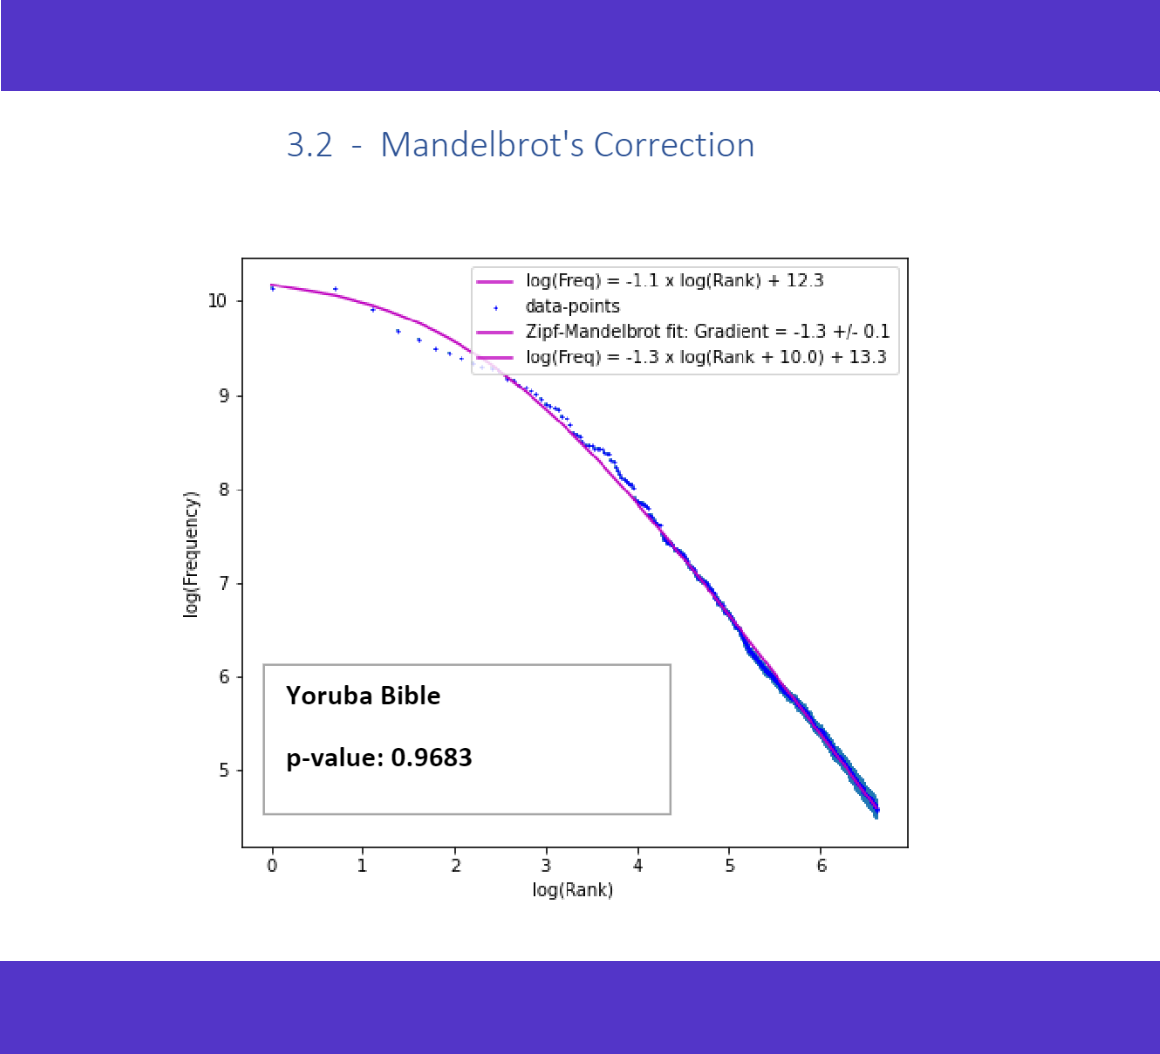 3.2 - Mandelbrot's Correction
log(Freq) = -1.1 x log(Rank) + 12.3
data-points
Zipf-Mandelbrot fit: Gradient = -1.3 +/- 0.1
log(Freq) = -1.3 x log(Rank + 10.0) + 13.3
10
9
8
7
6
5
log(Frequency)
Yoruba Bible
p-value: 0.9683
0 1 2 3 4 5 6
log(Rank)